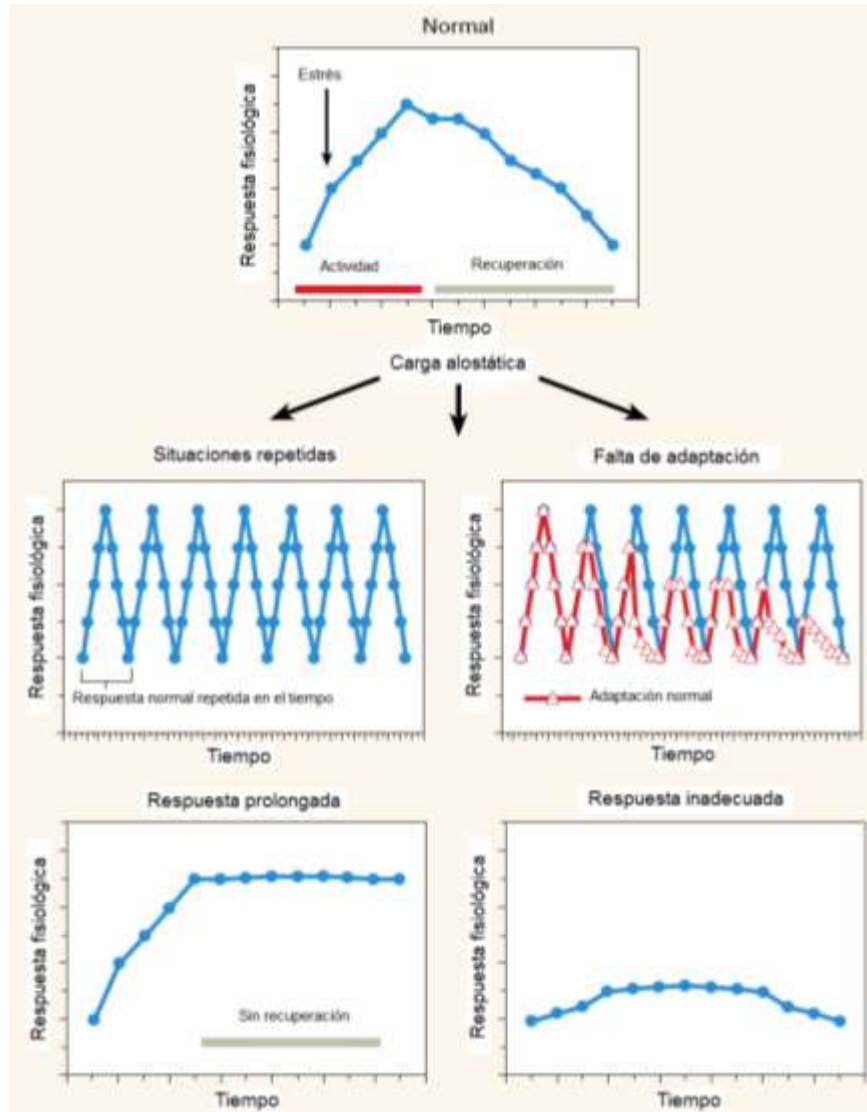 Normal
Respuesta fisiológica
Estrés
Actividad
Recuperación
Tiempo
Carga alostática
Situaciones repetidas
Respuesta fisiológica
Respuesta normal repetida en el tiempo
Tiempo
Falta de adaptación
Respuesta fisiológica
Adaptación normal
Tiempo
Respuesta prolongada
Respuesta fisiológica
Sin recuperación
Tiempo
Respuesta inadecuada
Respuesta fisiológica
Tiempo